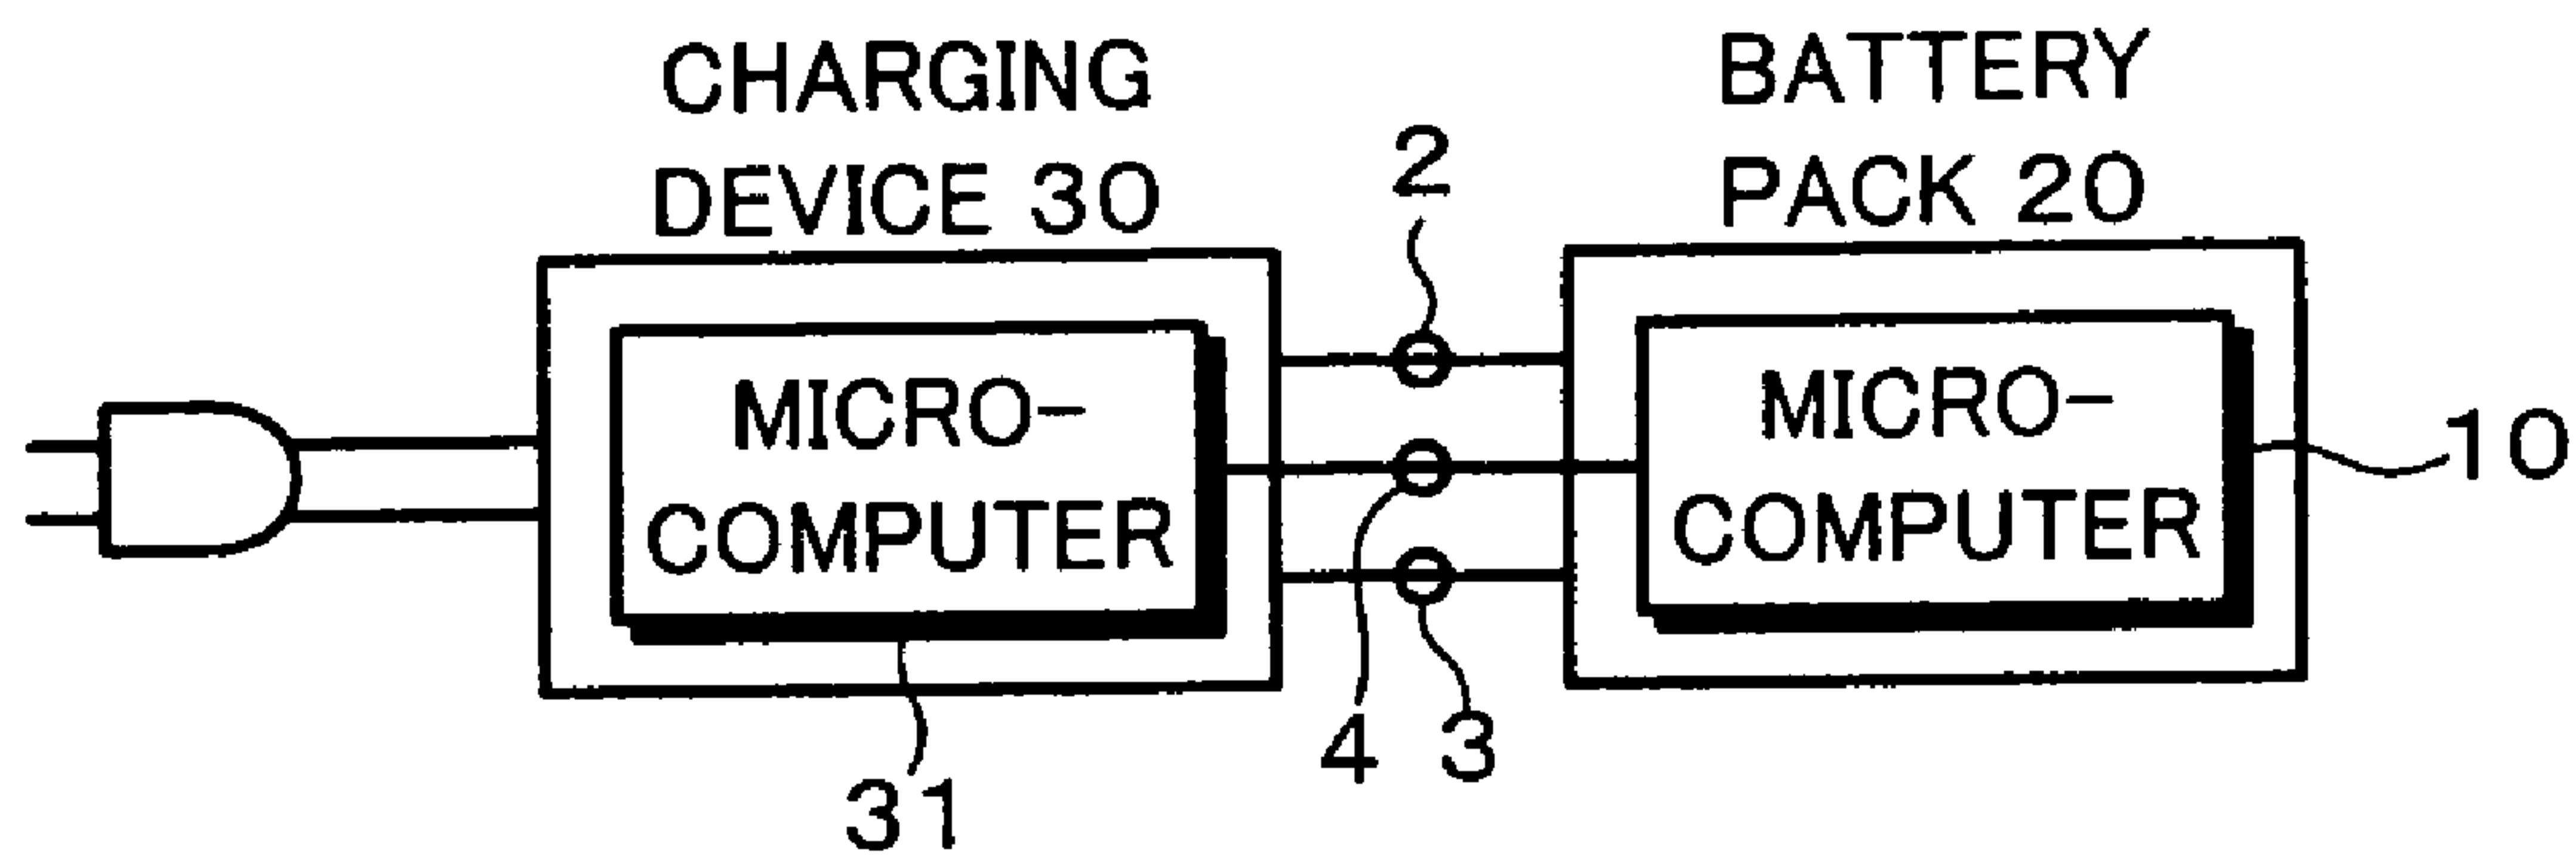 CHARGING
DEVICE 30
BATTERY
PACK 20
2
MICRO-
COMPUTER
MICRO-
COMPUTER
10
4
3
31